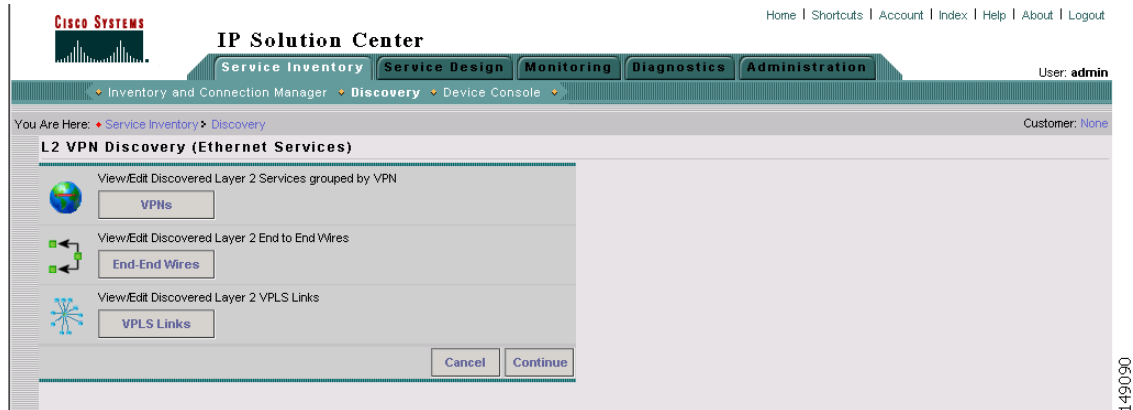 CISCO SYSTEMS
Home | Shortcuts | Account | Index | Help | About | Logout
IP Solution Center
Service Inventory Service Design Monitoring Diagnostics Administration
User: admin
Inventory and Connection Manager Discovery Device Console
You Are Here: Service Inventory Discovery
Customer: None
L2 VPN Discovery (Ethernet Services)
View/Edit Discovered Layer 2 Services grouped by VPN
VPNs
View/Edit Discovered Layer 2 End to End Wires
End-End Wires
View/Edit Discovered Layer 2 VPLS Links
VPLS Links
Cancel Continue
149090